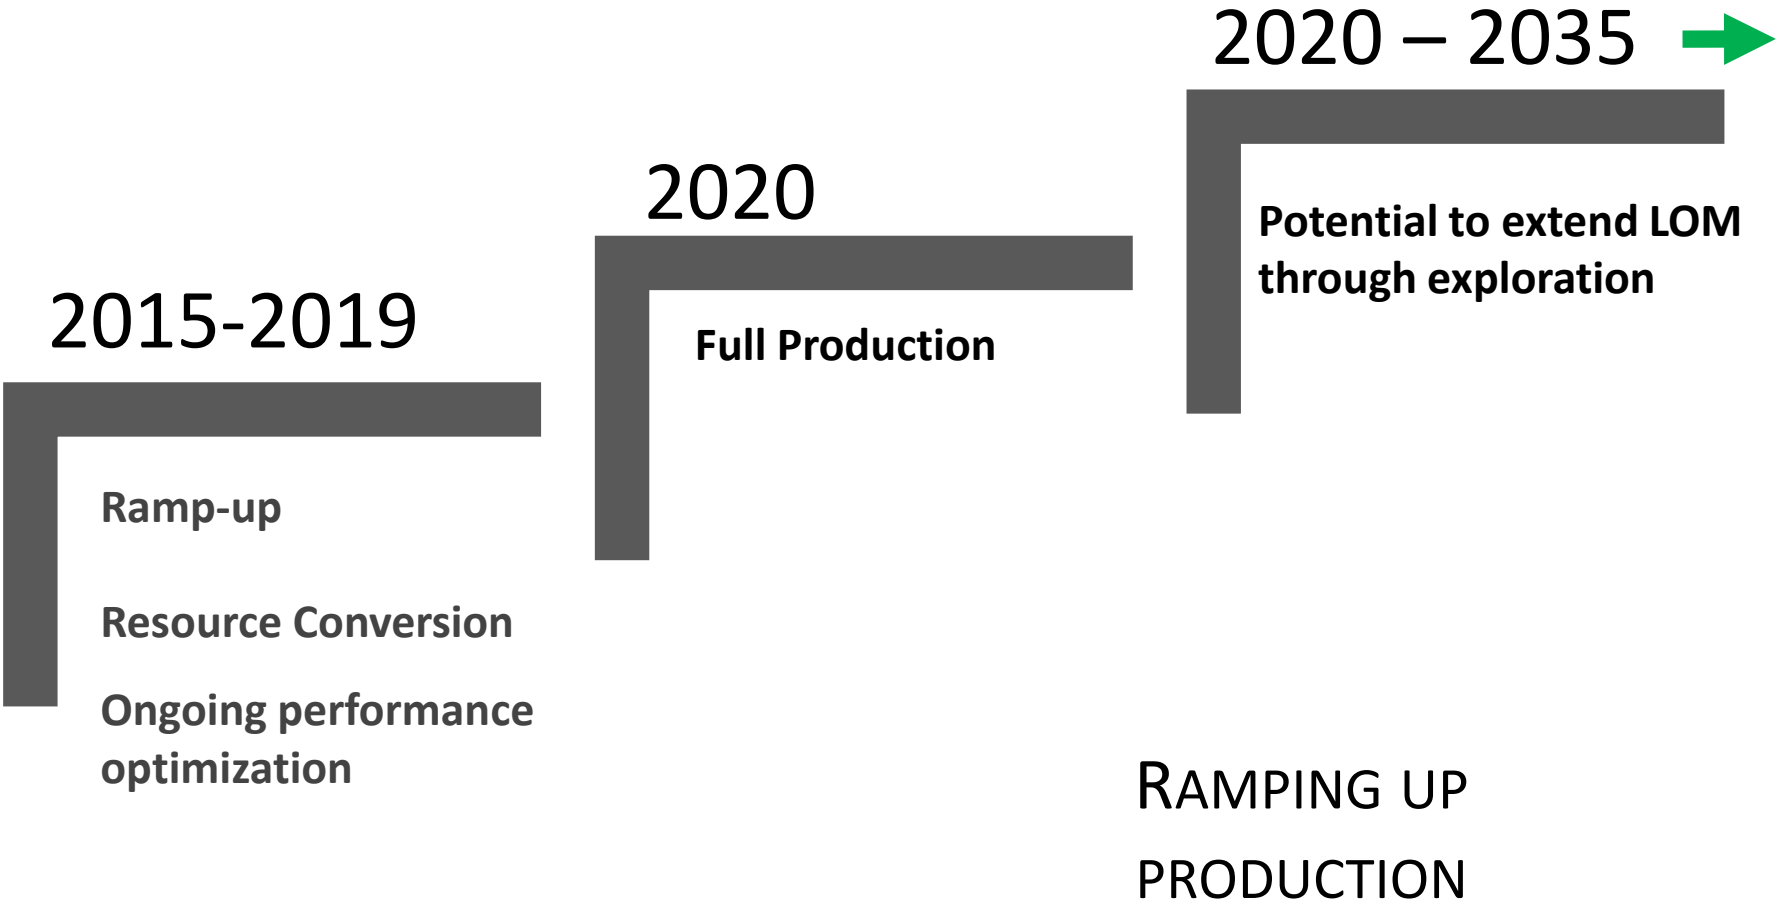 2015-2019
Ramp-up
Resource Conversion
Ongoing performance
optimization
2020
Full Production
2020 – 2035
Potential to extend LOM
through exploration
RAMPING UP
PRODUCTION